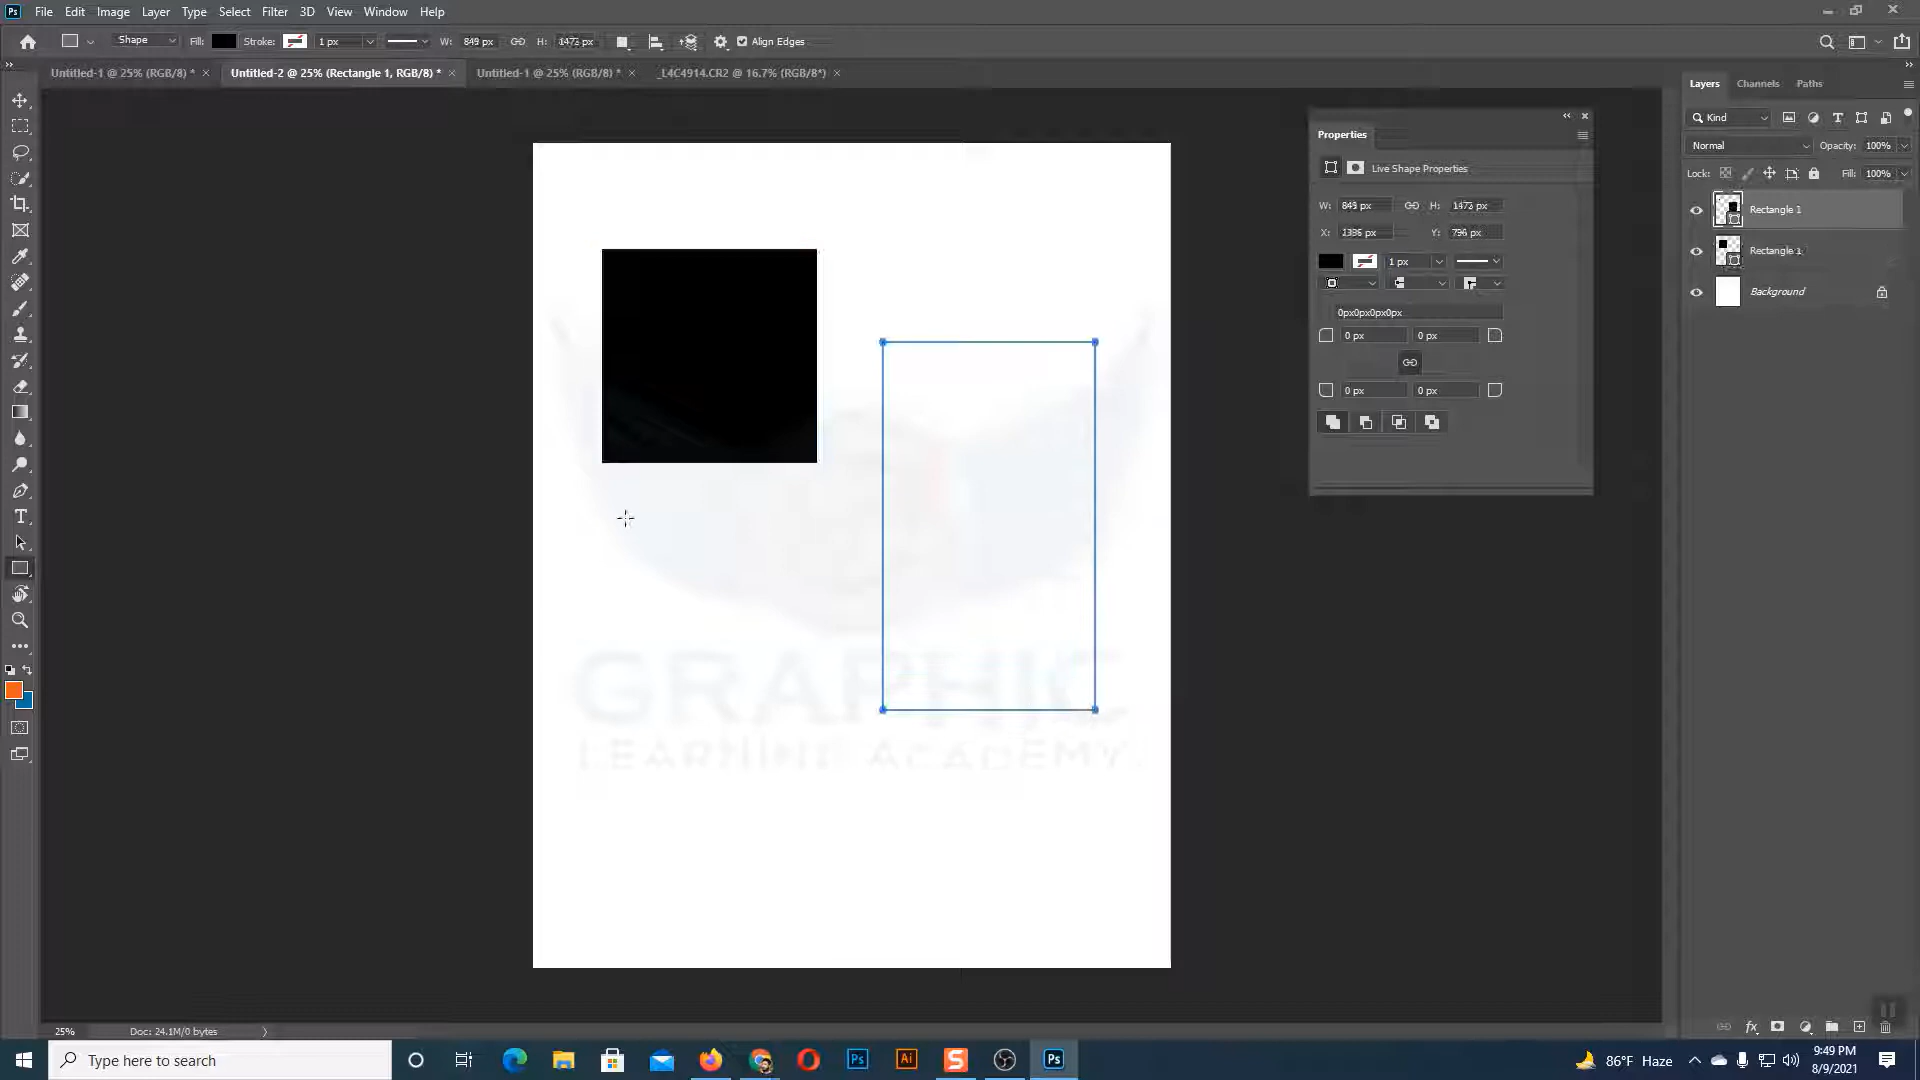 Ps File Edit Image Layer Type Select Filter 3D View Window Help
Shape Fill: Stroke: 1 px W: 849 px H: 1473 px Align Edges
Untitled-1 @ 25% (RGB/8) * × Untitled-2 @ 25% (Rectangle 1, RGB/8) * × Untitled-1 @ 25% (RGB/8) * × _L4C4914.CR2 @ 16.7% (RGB/8*) ×
Layers Channels Paths
Kind
Normal Opacity: 100%
Lock: Fill: 100%
Rectangle 1
Rectangle 1
Background
Properties
Live Shape Properties
W: 849 px H: 1473 px
X: Y: 796 px
1 px
0px0px0px0px
0 px 0 px
0 px 0 px
GRAPHIC
LEARNING ACADEMY
25% Doc: 24.1M/0 bytes
Type here to search
Ps Ai S Ps
86°F Haze
9:49 PM
8/9/2021